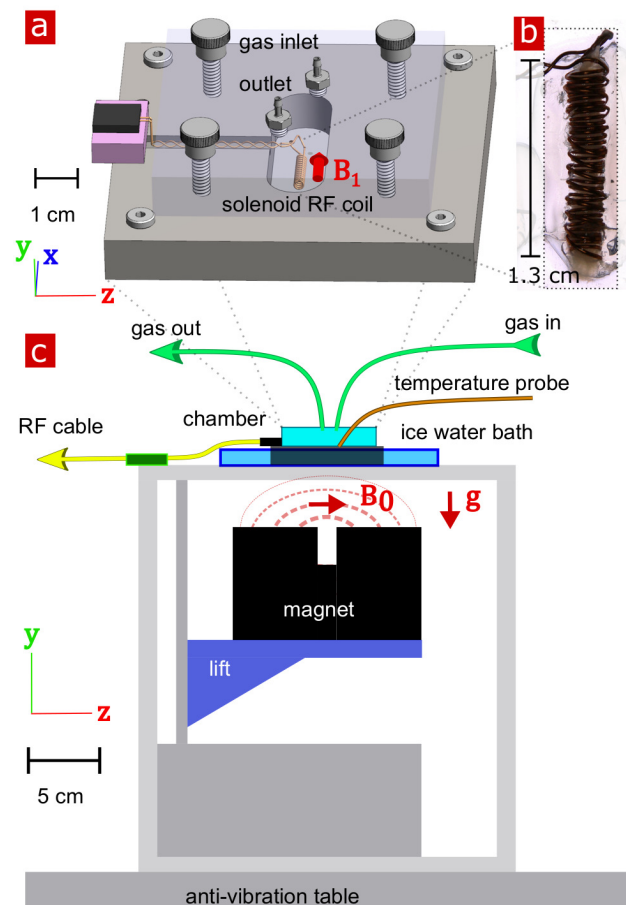 a
gas inlet
outlet
B₁
solenoid RF coil
1 cm
y
x
z
b
1.3 cm
c
gas out
gas in
temperature probe
chamber
RF cable
ice water bath
B₀
g
magnet
y
lift
z
5 cm
anti-vibration table